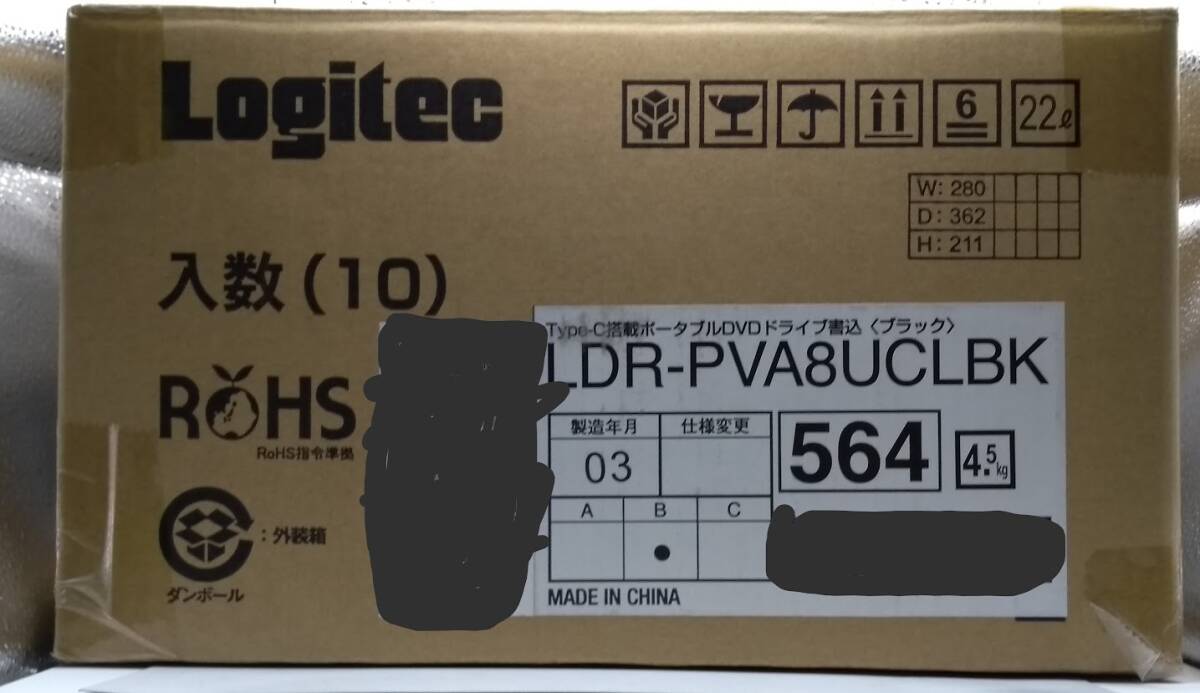 Logitec
6
22ℓ
W: 280
D: 362
H: 211
入数(10)
Type-C搭載ポータブルDVDドライブ書込〈ブラック〉
LDR-PVA8UCLBK
RoHS
RoHS指令準拠
製造年月 仕様変更
03
564
4.5kg
A B C
:外装箱
ダンボール
MADE IN CHINA